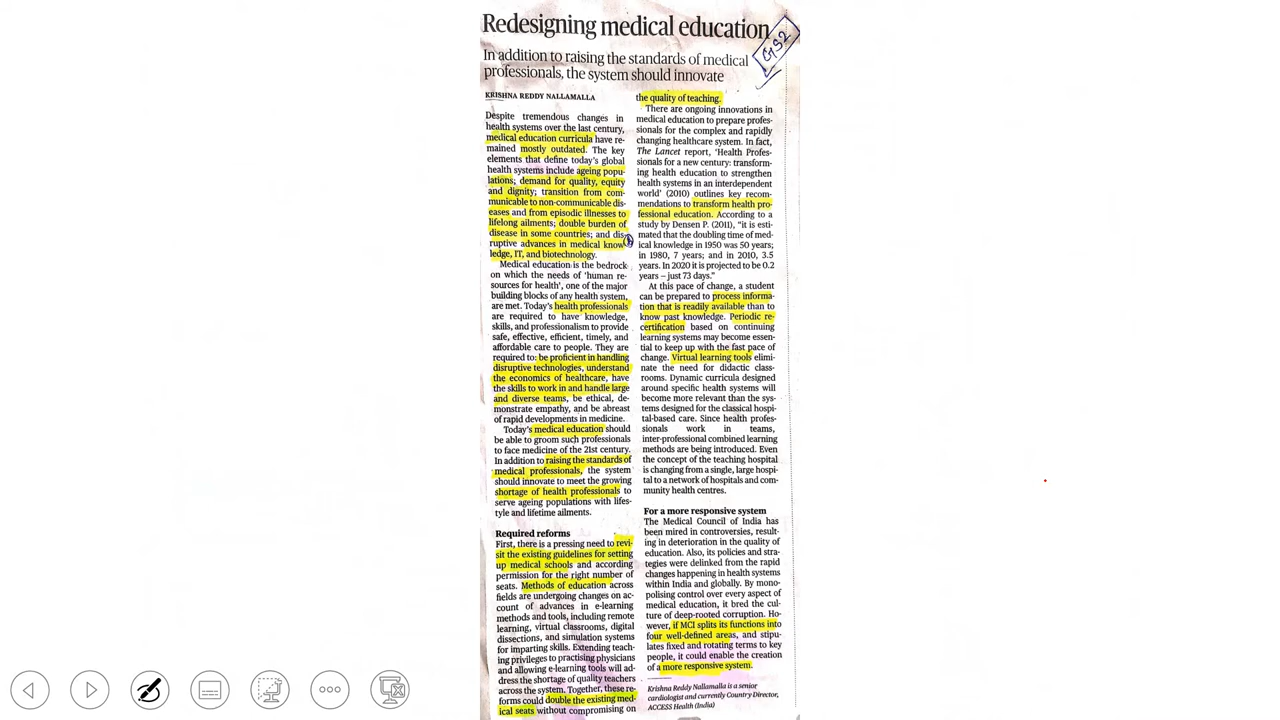 Redesigning medical education
GS2
In addition to raising the standards of medical
professionals, the system should innovate
KRISHNA REDDY NALLAMALLA
Despite tremendous changes in
health systems over the last century,
medical education curricula have re-
mained mostly outdated. The key
elements that define today's global
health systems include ageing popu-
lations; demand for quality, equity
and dignity; transition from com-
municable to non-communicable dis-
eases and from episodic illnesses to
lifelong ailments; double burden of
disease in some countries; and dis-
ruptive advances in medical know-
ledge, IT, and biotechnology.
Medical education is the bedrock
on which the needs of 'human re-
sources for health', one of the major
building blocks of any health system,
are met. Today's health professionals
are required to have knowledge,
skills, and professionalism to provide
safe, effective, efficient, timely, and
affordable care to people. They are
required to: be proficient in handling
disruptive technologies, understand
the economics of healthcare, have
the skills to work in and handle large
and diverse teams, be ethical, de-
monstrate empathy, and be abreast
of rapid developments in medicine.
Today's medical education should
be able to groom such professionals
to face medicine of the 21st century.
In addition to raising the standards of
medical professionals, the system
should innovate to meet the growing
shortage of health professionals to
serve ageing populations with lifes-
tyle and lifetime ailments.
Required reforms
First, there is a pressing need to revi-
sit the existing guidelines for setting
up medical schools and according
permission for the right number of
seats. Methods of education across
fields are undergoing changes on ac-
count of advances in e-learning
methods and tools, including remote
learning, virtual classrooms, digital
dissections, and simulation systems
for imparting skills. Extending teach-
ing privileges to practising physicians
and allowing e-learning tools will ad-
dress the shortage of quality teachers
across the system. Together, these re-
forms could double the existing med-
ical seats without compromising on
the quality of teaching.
There are ongoing innovations in
medical education to prepare profes-
sionals for the complex and rapidly
changing healthcare system. In fact,
The Lancet report, 'Health Profes-
sionals for a new century: transform-
ing health education to strengthen
health systems in an interdependent
world' (2010) outlines key recom-
mendations to transform health pro-
fessional education. According to a
study by Densen P. (2011), "it is esti-
mated that the doubling time of med-
ical knowledge in 1950 was 50 years;
in 1980, 7 years; and in 2010, 3.5
years. In 2020 it is projected to be 0.2
years – just 73 days."
At this pace of change, a student
can be prepared to process informa-
tion that is readily available than to
know past knowledge. Periodic re-
certification based on continuing
learning systems may become essen-
tial to keep up with the fast pace of
change. Virtual learning tools elimi-
nate the need for didactic class-
rooms. Dynamic curricula designed
around specific health systems will
become more relevant than the sys-
tems designed for the classical hospi-
tal-based care. Since health profes-
sionals work in teams,
inter-professional combined learning
methods are being introduced. Even
the concept of the teaching hospital
is changing from a single, large hospi-
tal to a network of hospitals and com-
munity health centres.
For a more responsive system
The Medical Council of India has
been mired in controversies, result-
ing in deterioration in the quality of
education. Also, its policies and stra-
tegies were delinked from the rapid
changes happening in health systems
within India and globally. By mono-
polising control over every aspect of
medical education, it bred the cul-
ture of deep-rooted corruption. Ho-
wever, if MCI splits its functions into
four well-defined areas, and stipu-
lates fixed and rotating terms to key
people, it could enable the creation
of a more responsive system.
Krishna Reddy Nallamalla is a senior
cardiologist and currently Country Director,
ACCESS Health (India)